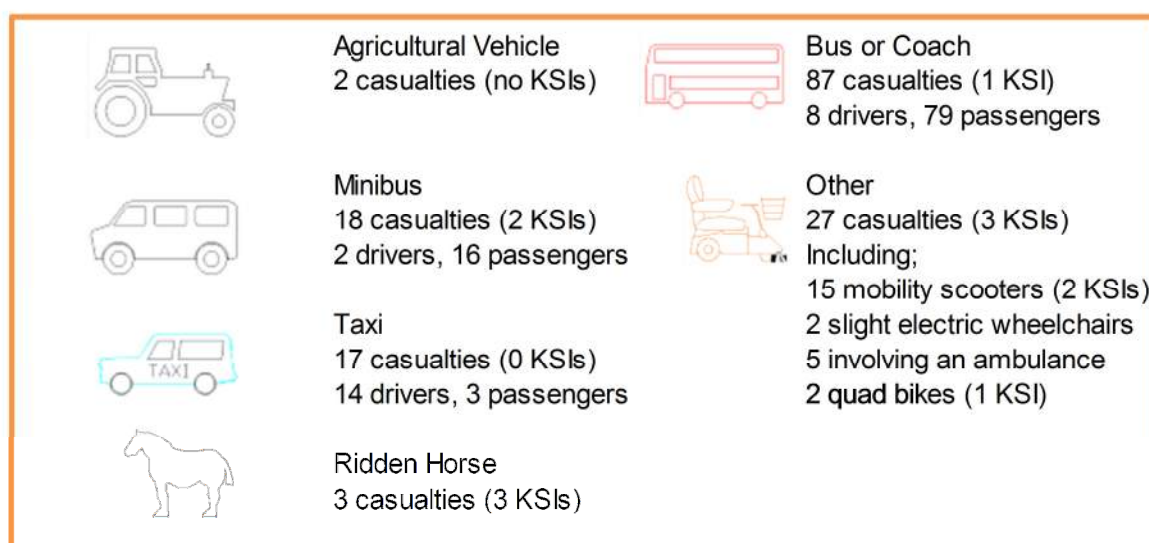 Agricultural Vehicle
2 casualties (no KSIs)
Minibus
18 casualties (2 KSIs)
2 drivers, 16 passengers
Taxi
17 casualties (0 KSIs)
14 drivers, 3 passengers
TAXI
Ridden Horse
3 casualties (3 KSIs)
Bus or Coach
87 casualties (1 KSI)
8 drivers, 79 passengers
Other
27 casualties (3 KSIs)
Including;
15 mobility scooters (2 KSIs)
2 slight electric wheelchairs
5 involving an ambulance
2 quad bikes (1 KSI)